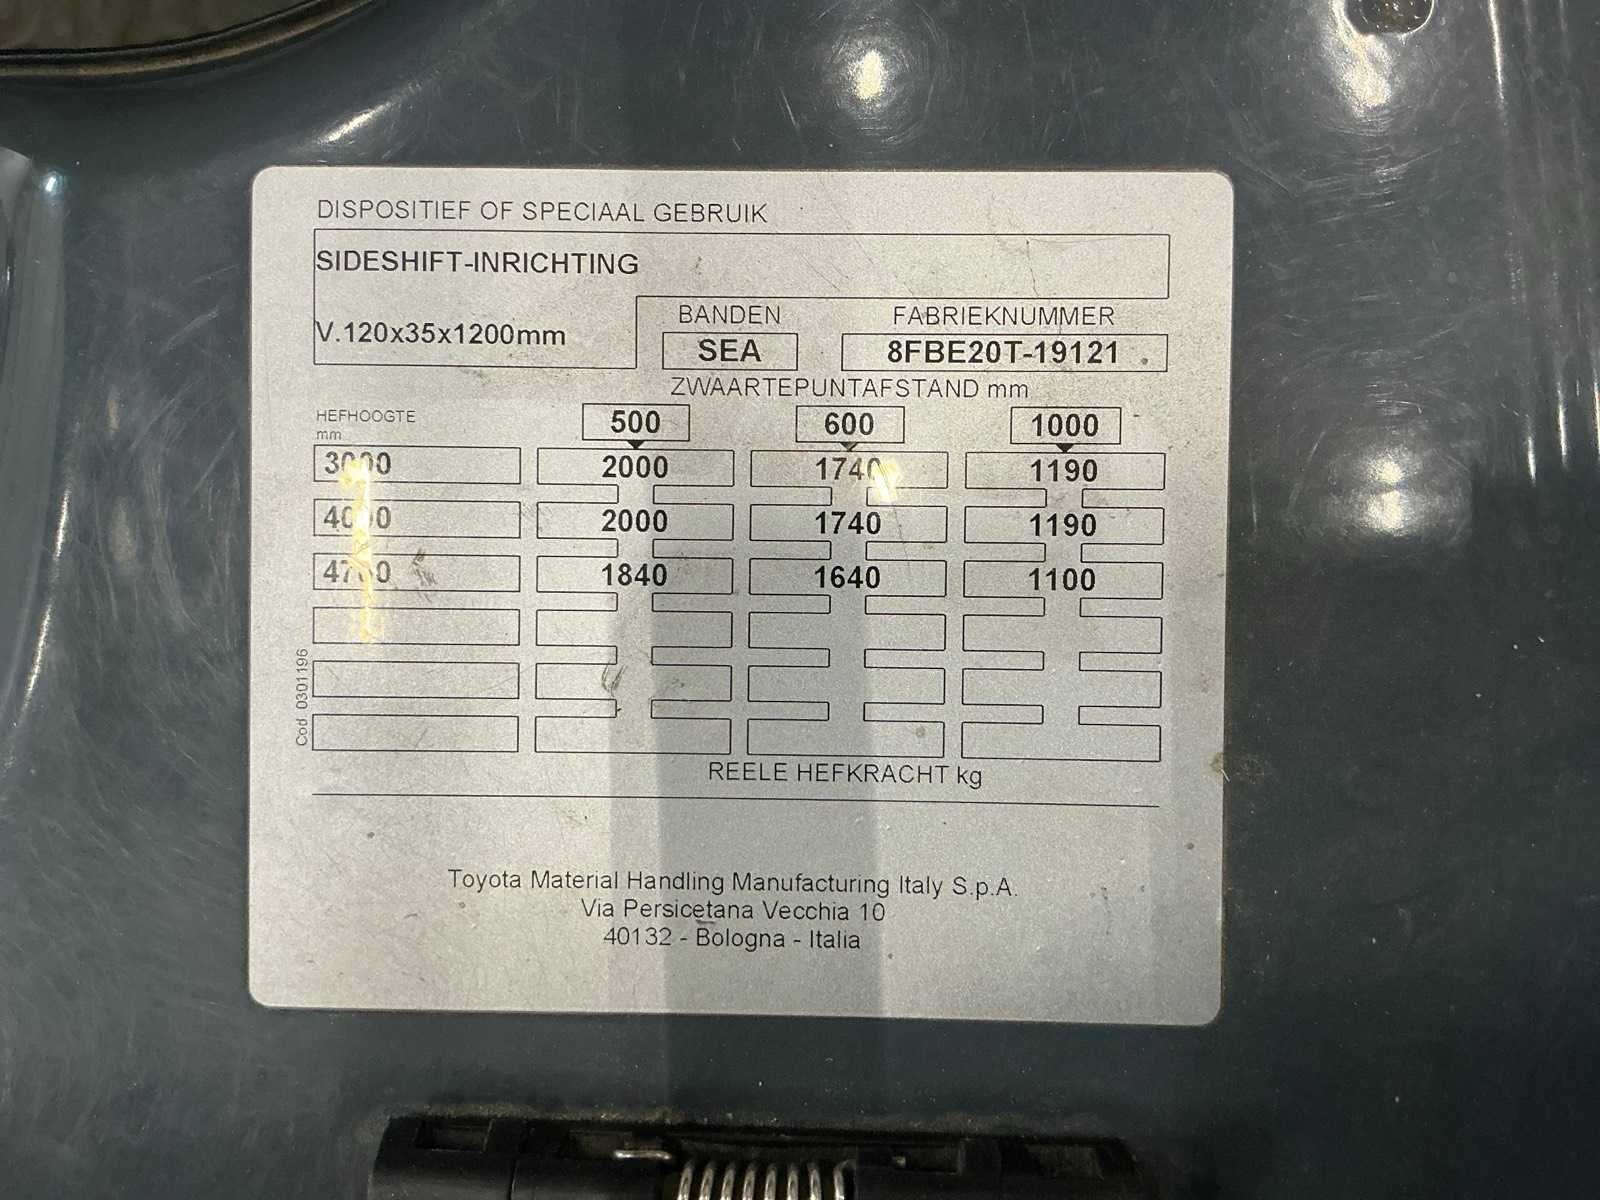 DISPOSITIEF OF SPECIAAL GEBRUIK
SIDESHIFT-INRICHTING
V.120x35x1200mm
BANDEN
SEA
FABRIEKNUMMER
8FBE20T-19121
ZWAARTEPUNTAFSTAND mm
HEFHOOGTE
mm
500 600 1000
3000 2000 1740 1190
4000 2000 1740 1190
4700 1840 1640 1100
Cod. 0301196
REELE HEFKRACHT kg
Toyota Material Handling Manufacturing Italy S.p.A.
Via Persicetana Vecchia 10
40132 - Bologna - Italia